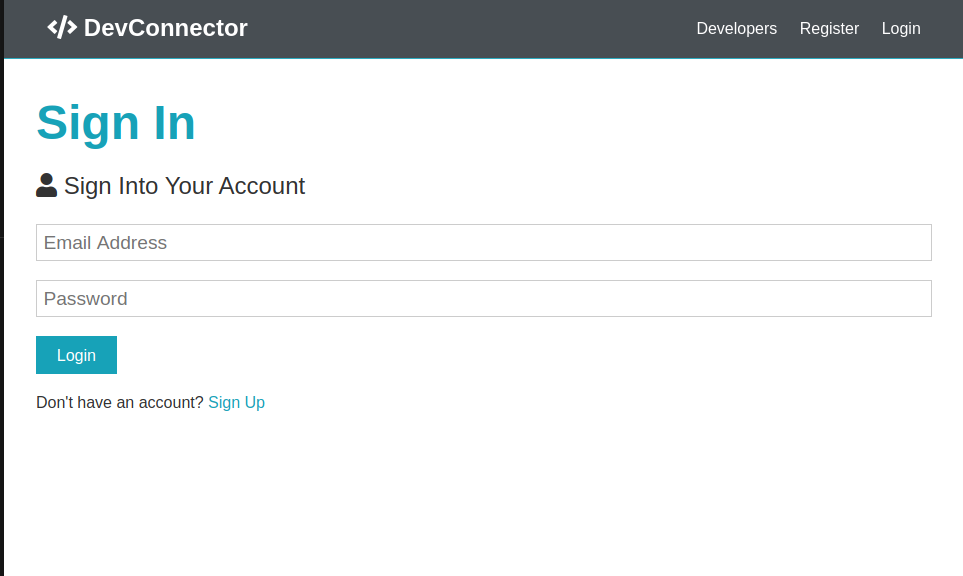 DevConnector Developers Register Login
Sign In
Sign Into Your Account
Email Address
Password
Login
Don't have an account? Sign Up